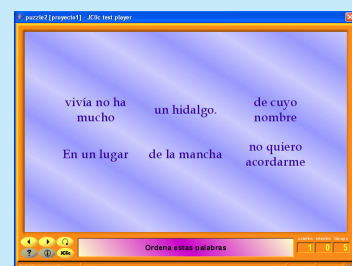 puzzle2 [proyecto1] - JClic test player
vivía no ha
mucho
un hidalgo.
de cuyo
nombre
En un lugar
de la mancha
no quiero
acordarme
JClic
Ordena estas palabras
1 0 5